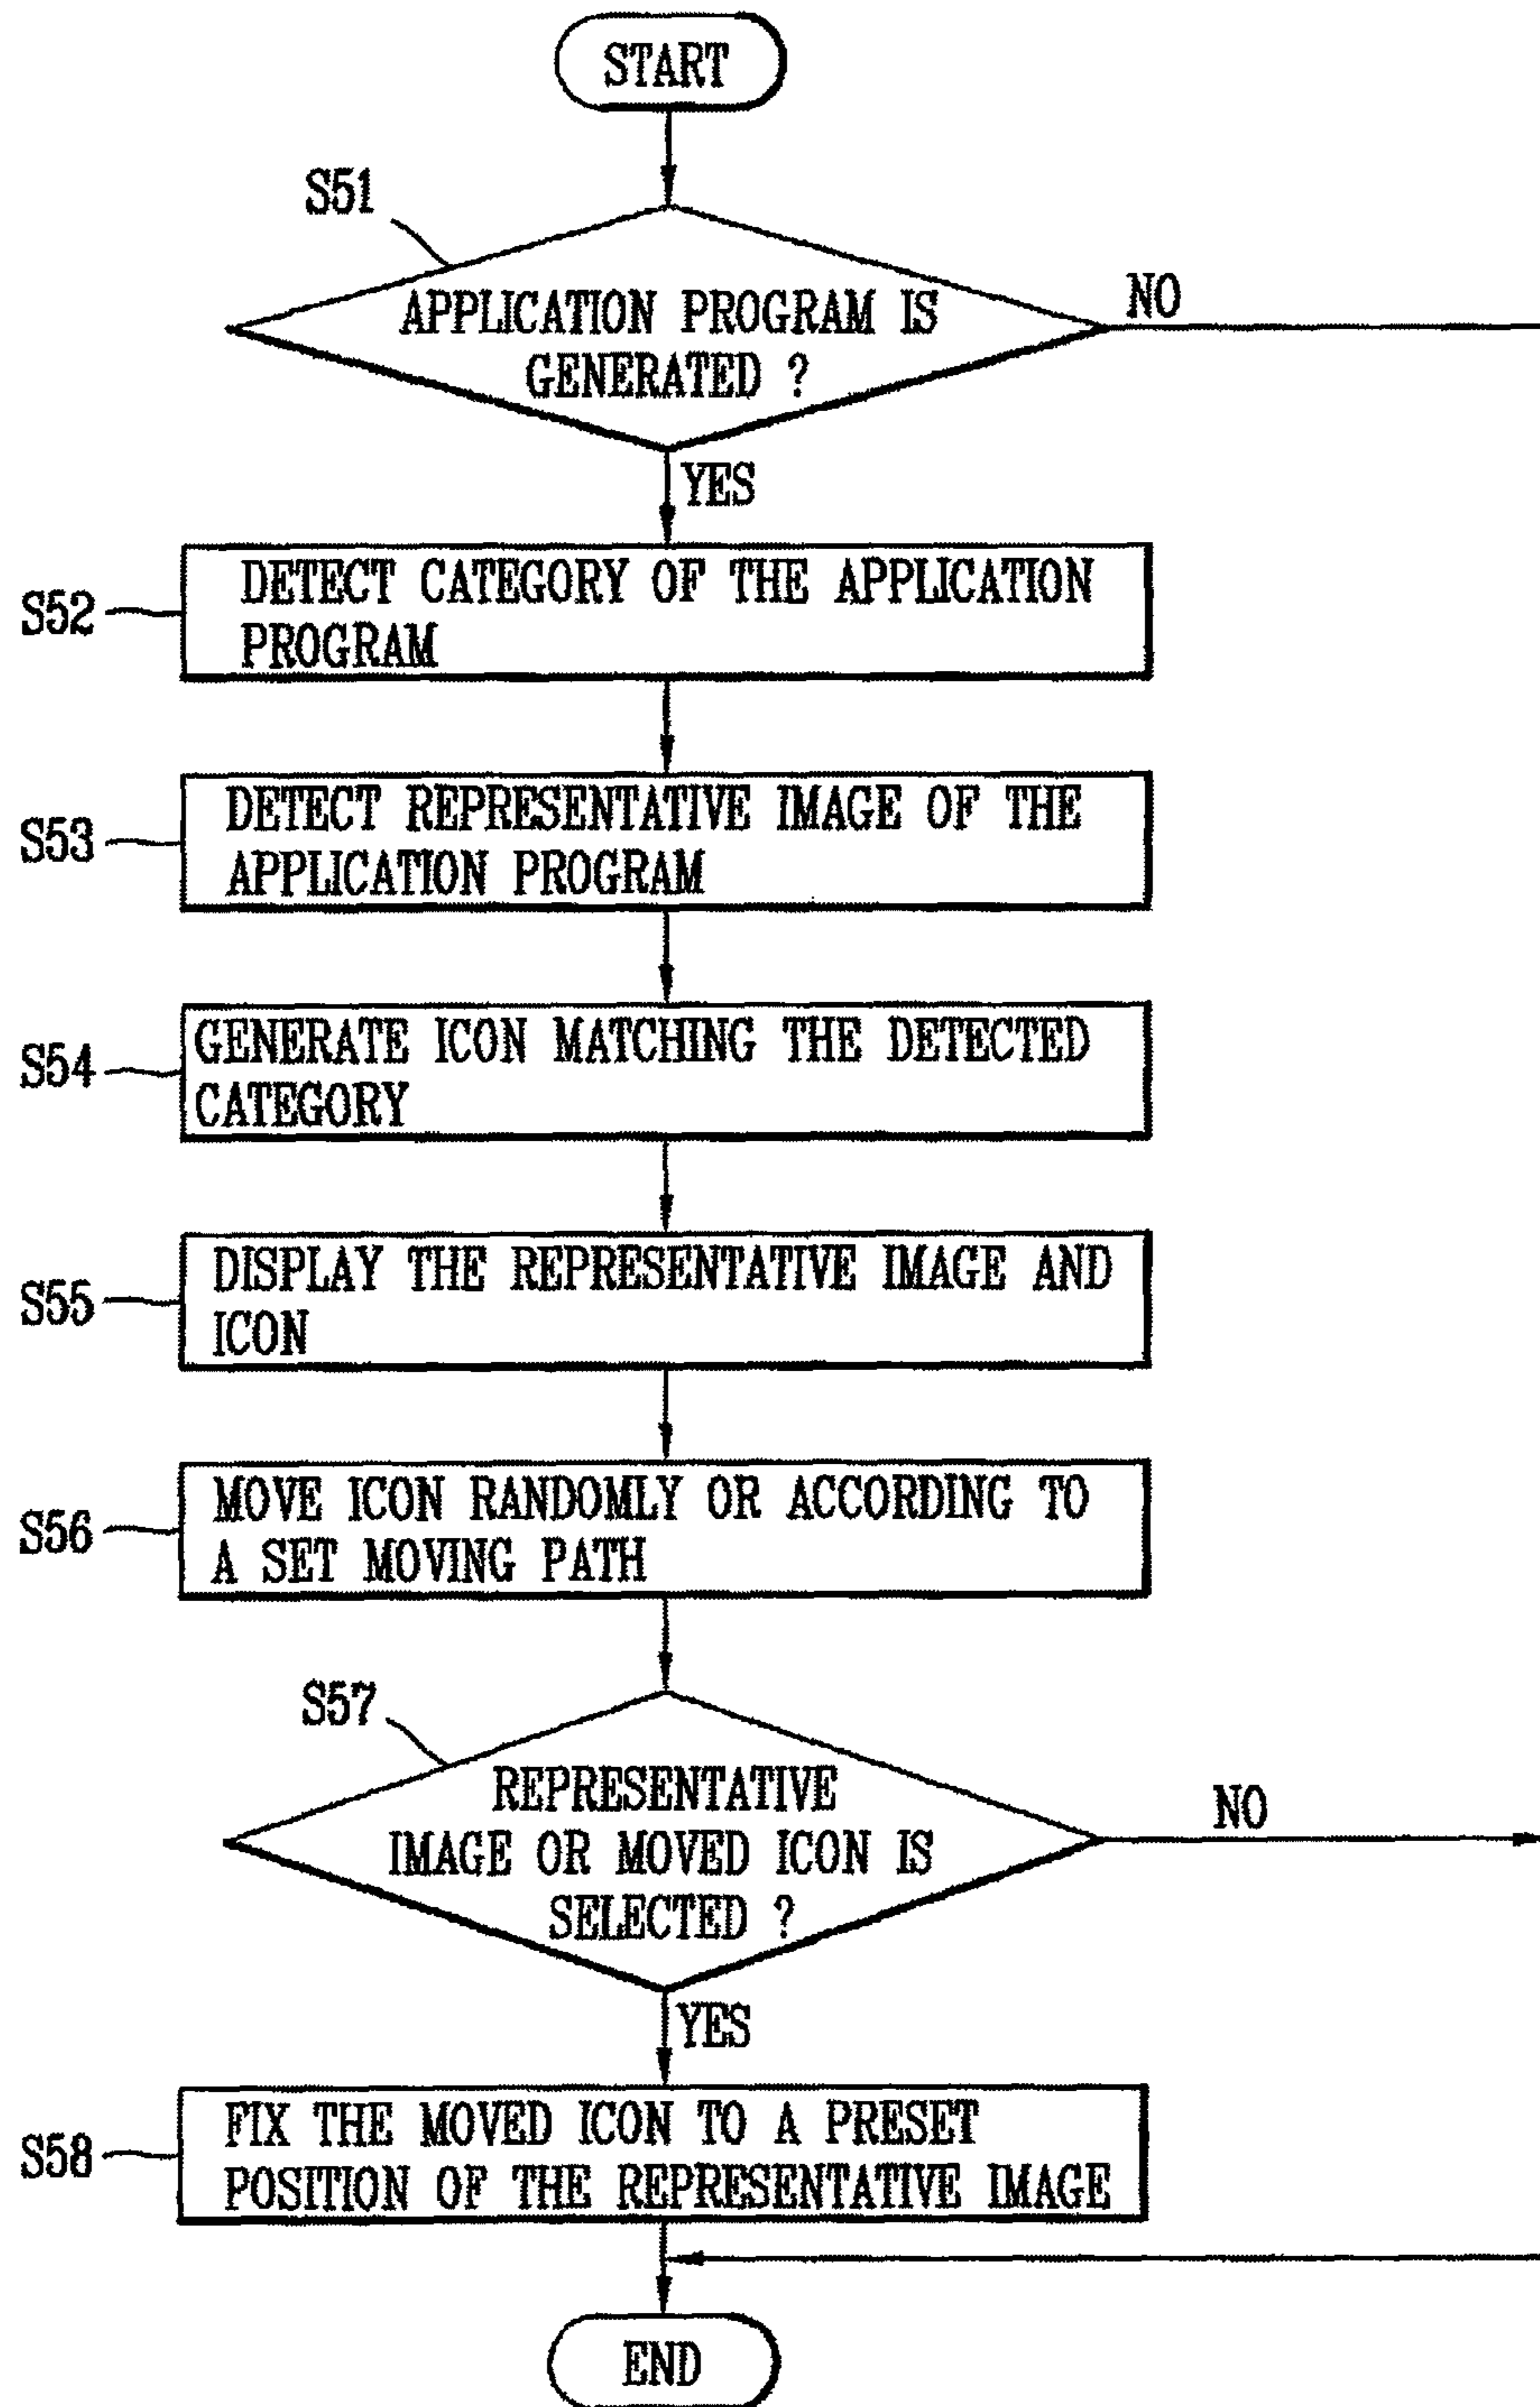 START
S51
APPLICATION PROGRAM IS
GENERATED ?
NO
YES
S52
DETECT CATEGORY OF THE APPLICATION
PROGRAM
S53
DETECT REPRESENTATIVE IMAGE OF THE
APPLICATION PROGRAM
S54
GENERATE ICON MATCHING THE DETECTED
CATEGORY
S55
DISPLAY THE REPRESENTATIVE IMAGE AND
ICON
S56
MOVE ICON RANDOMLY OR ACCORDING TO
A SET MOVING PATH
S57
REPRESENTATIVE
IMAGE OR MOVED ICON IS
SELECTED ?
NO
YES
S58
FIX THE MOVED ICON TO A PRESET
POSITION OF THE REPRESENTATIVE IMAGE
END